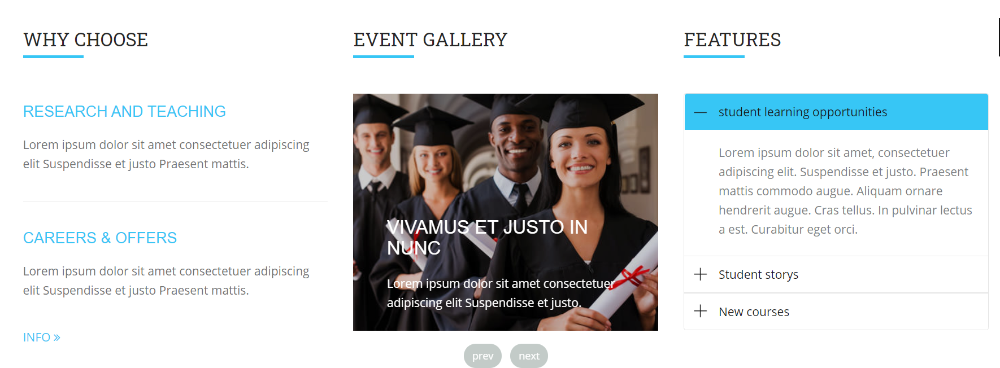 WHY CHOOSE
RESEARCH AND TEACHING
Lorem ipsum dolor sit amet consectetuer adipiscing
elit Suspendisse et justo Praesent mattis.
CAREERS & OFFERS
Lorem ipsum dolor sit amet consectetuer adipiscing
elit Suspendisse et justo Praesent mattis.
INFO »
EVENT GALLERY
VIVAMUS ET JUSTO IN
NUNC
Lorem ipsum dolor sit amet consectetuer
adipiscing elit Suspendisse et justo.
prev next
FEATURES
student learning opportunities
Lorem ipsum dolor sit amet, consectetuer
adipiscing elit. Suspendisse et justo. Praesent
mattis commodo augue. Aliquam ornare
hendrerit augue. Cras tellus. In pulvinar lectus
a est. Curabitur eget orci.
Student storys
New courses